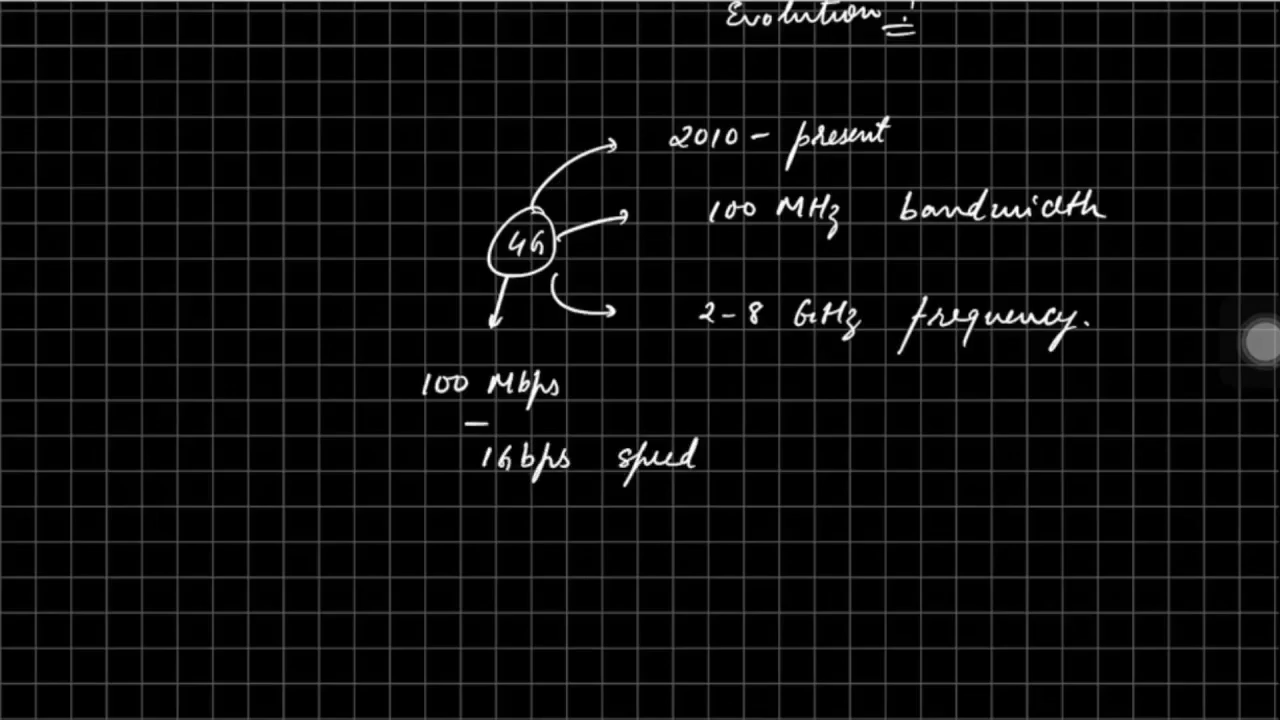 Evolution :
2010 - present
100 MHz bandwidth
4G
2-8 GHz frequency.
100 Mbps
-
1Gbps speed